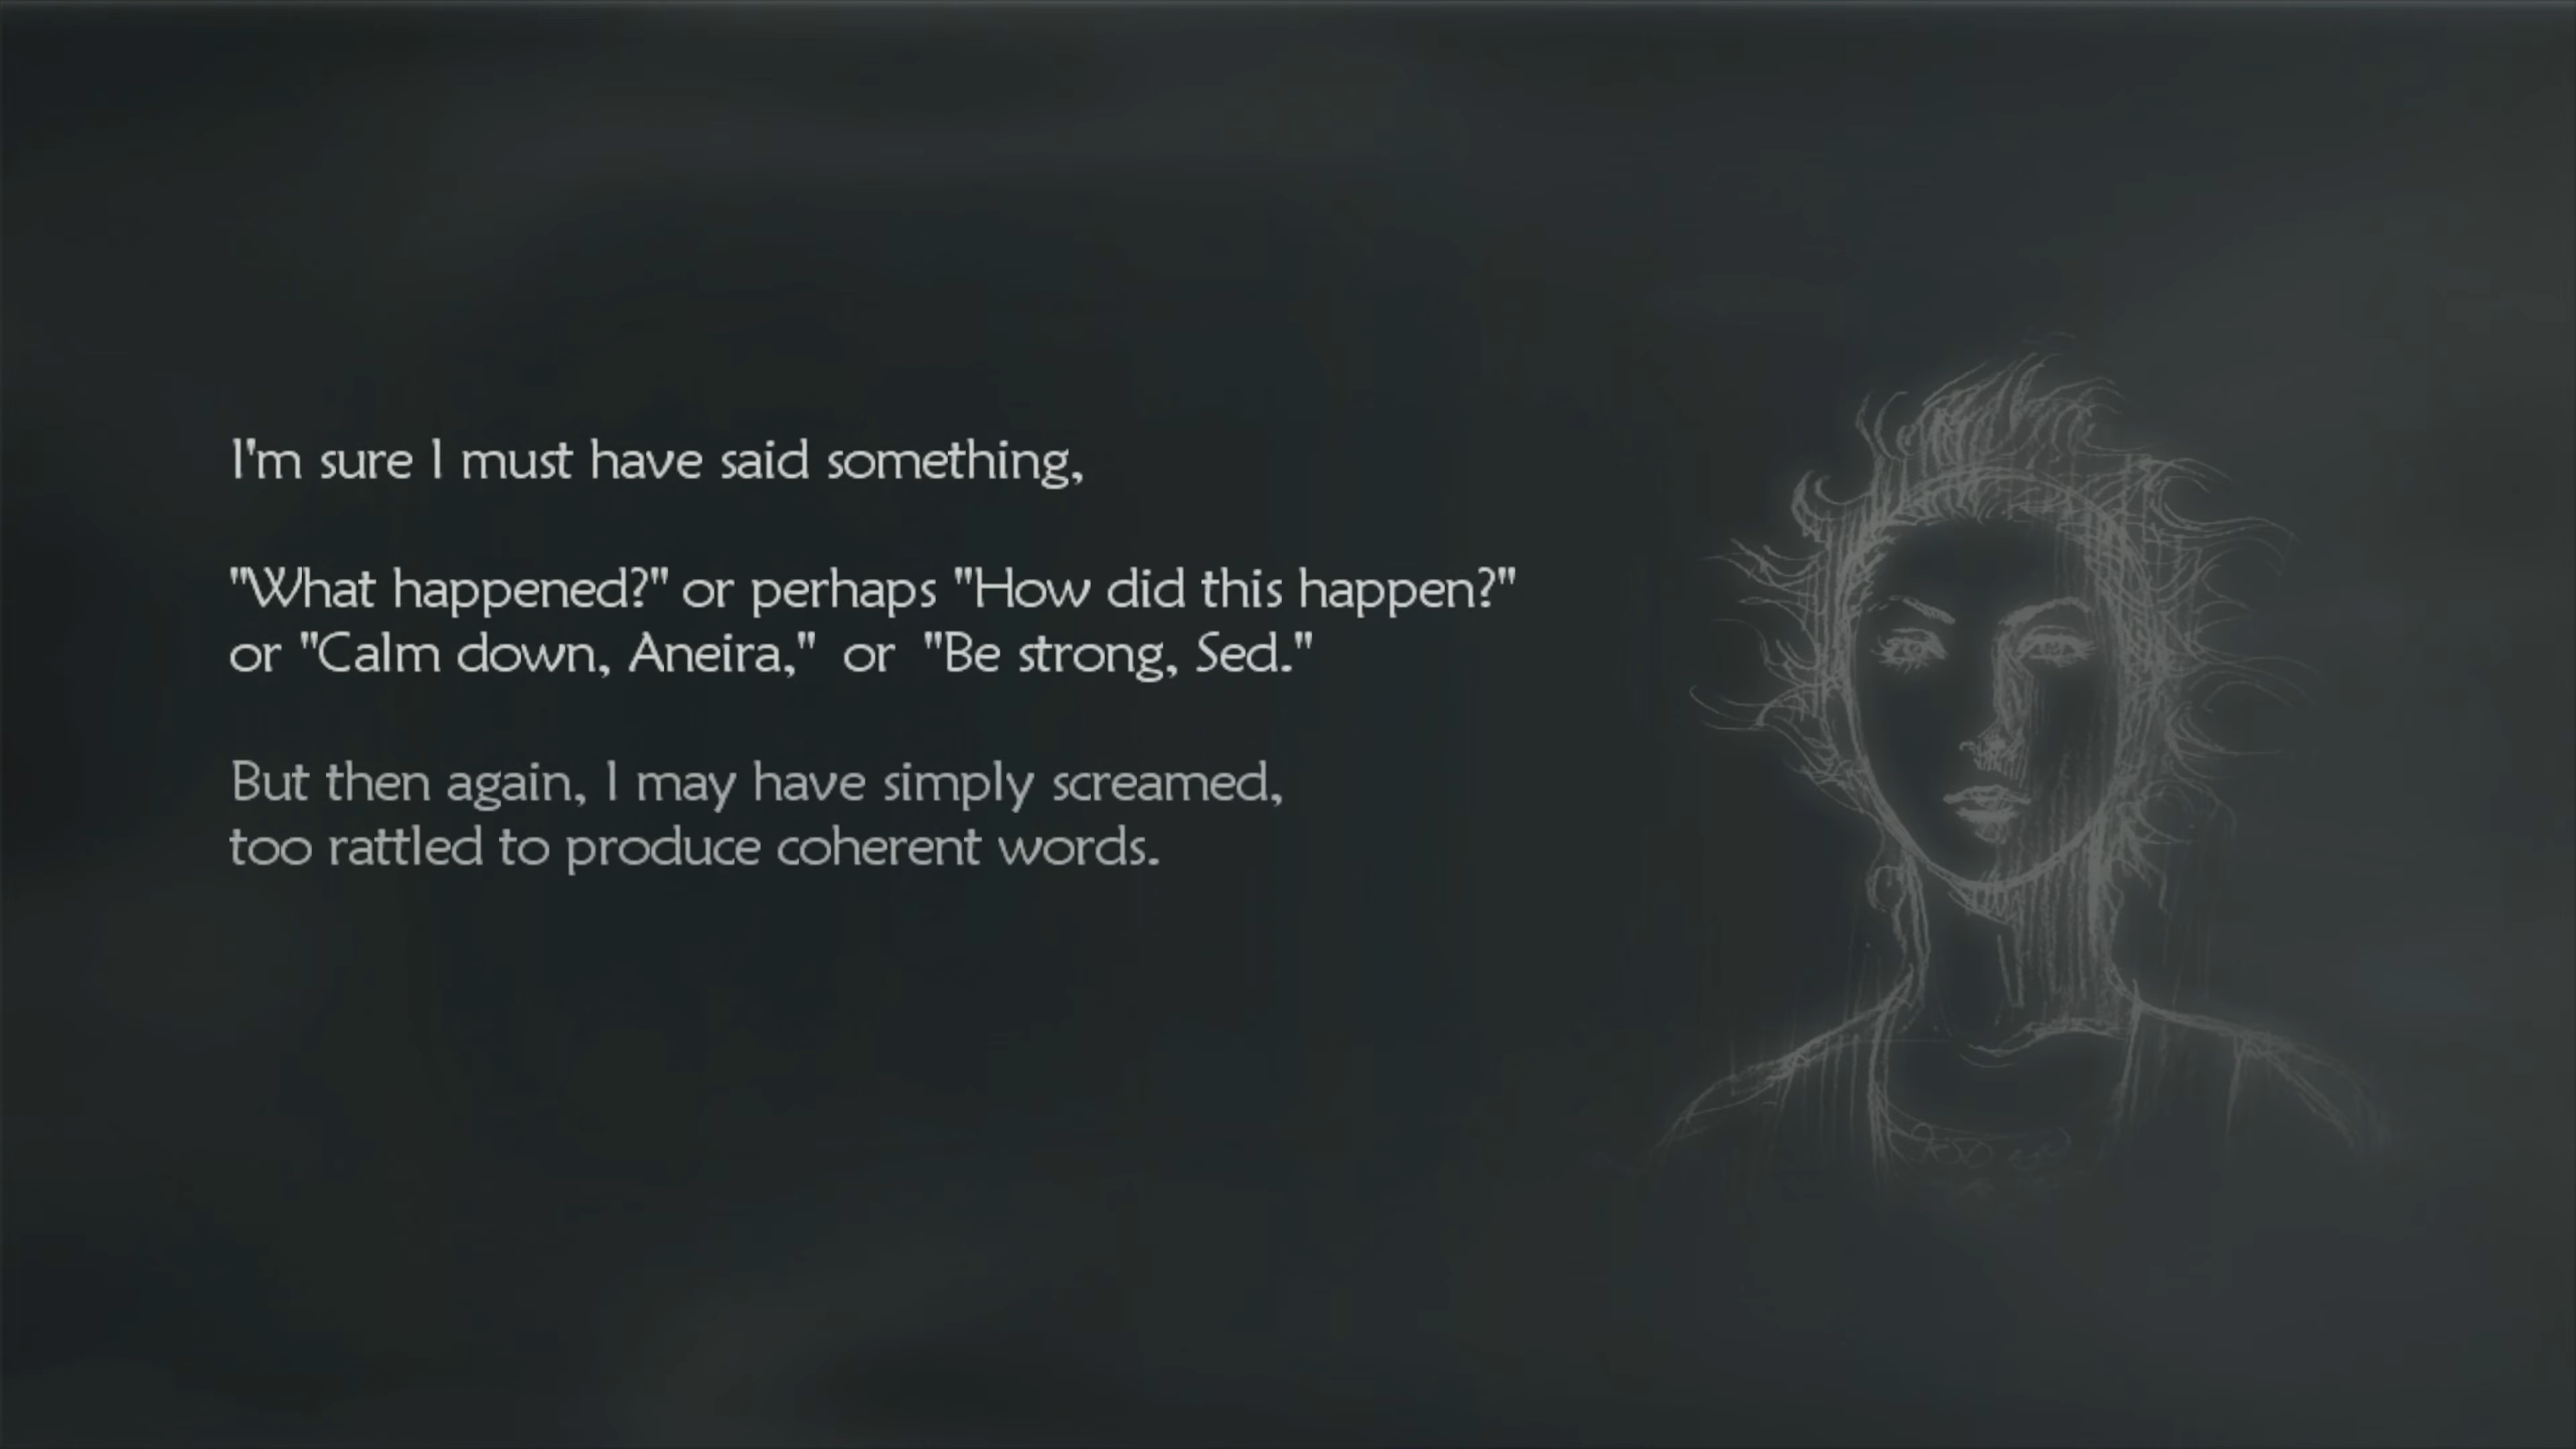 I'm sure I must have said something,
"What happened?" or perhaps "How did this happen?"
or "Calm down, Aneira," or "Be strong, Sed."
But then again, I may have simply screamed,
too rattled to produce coherent words.